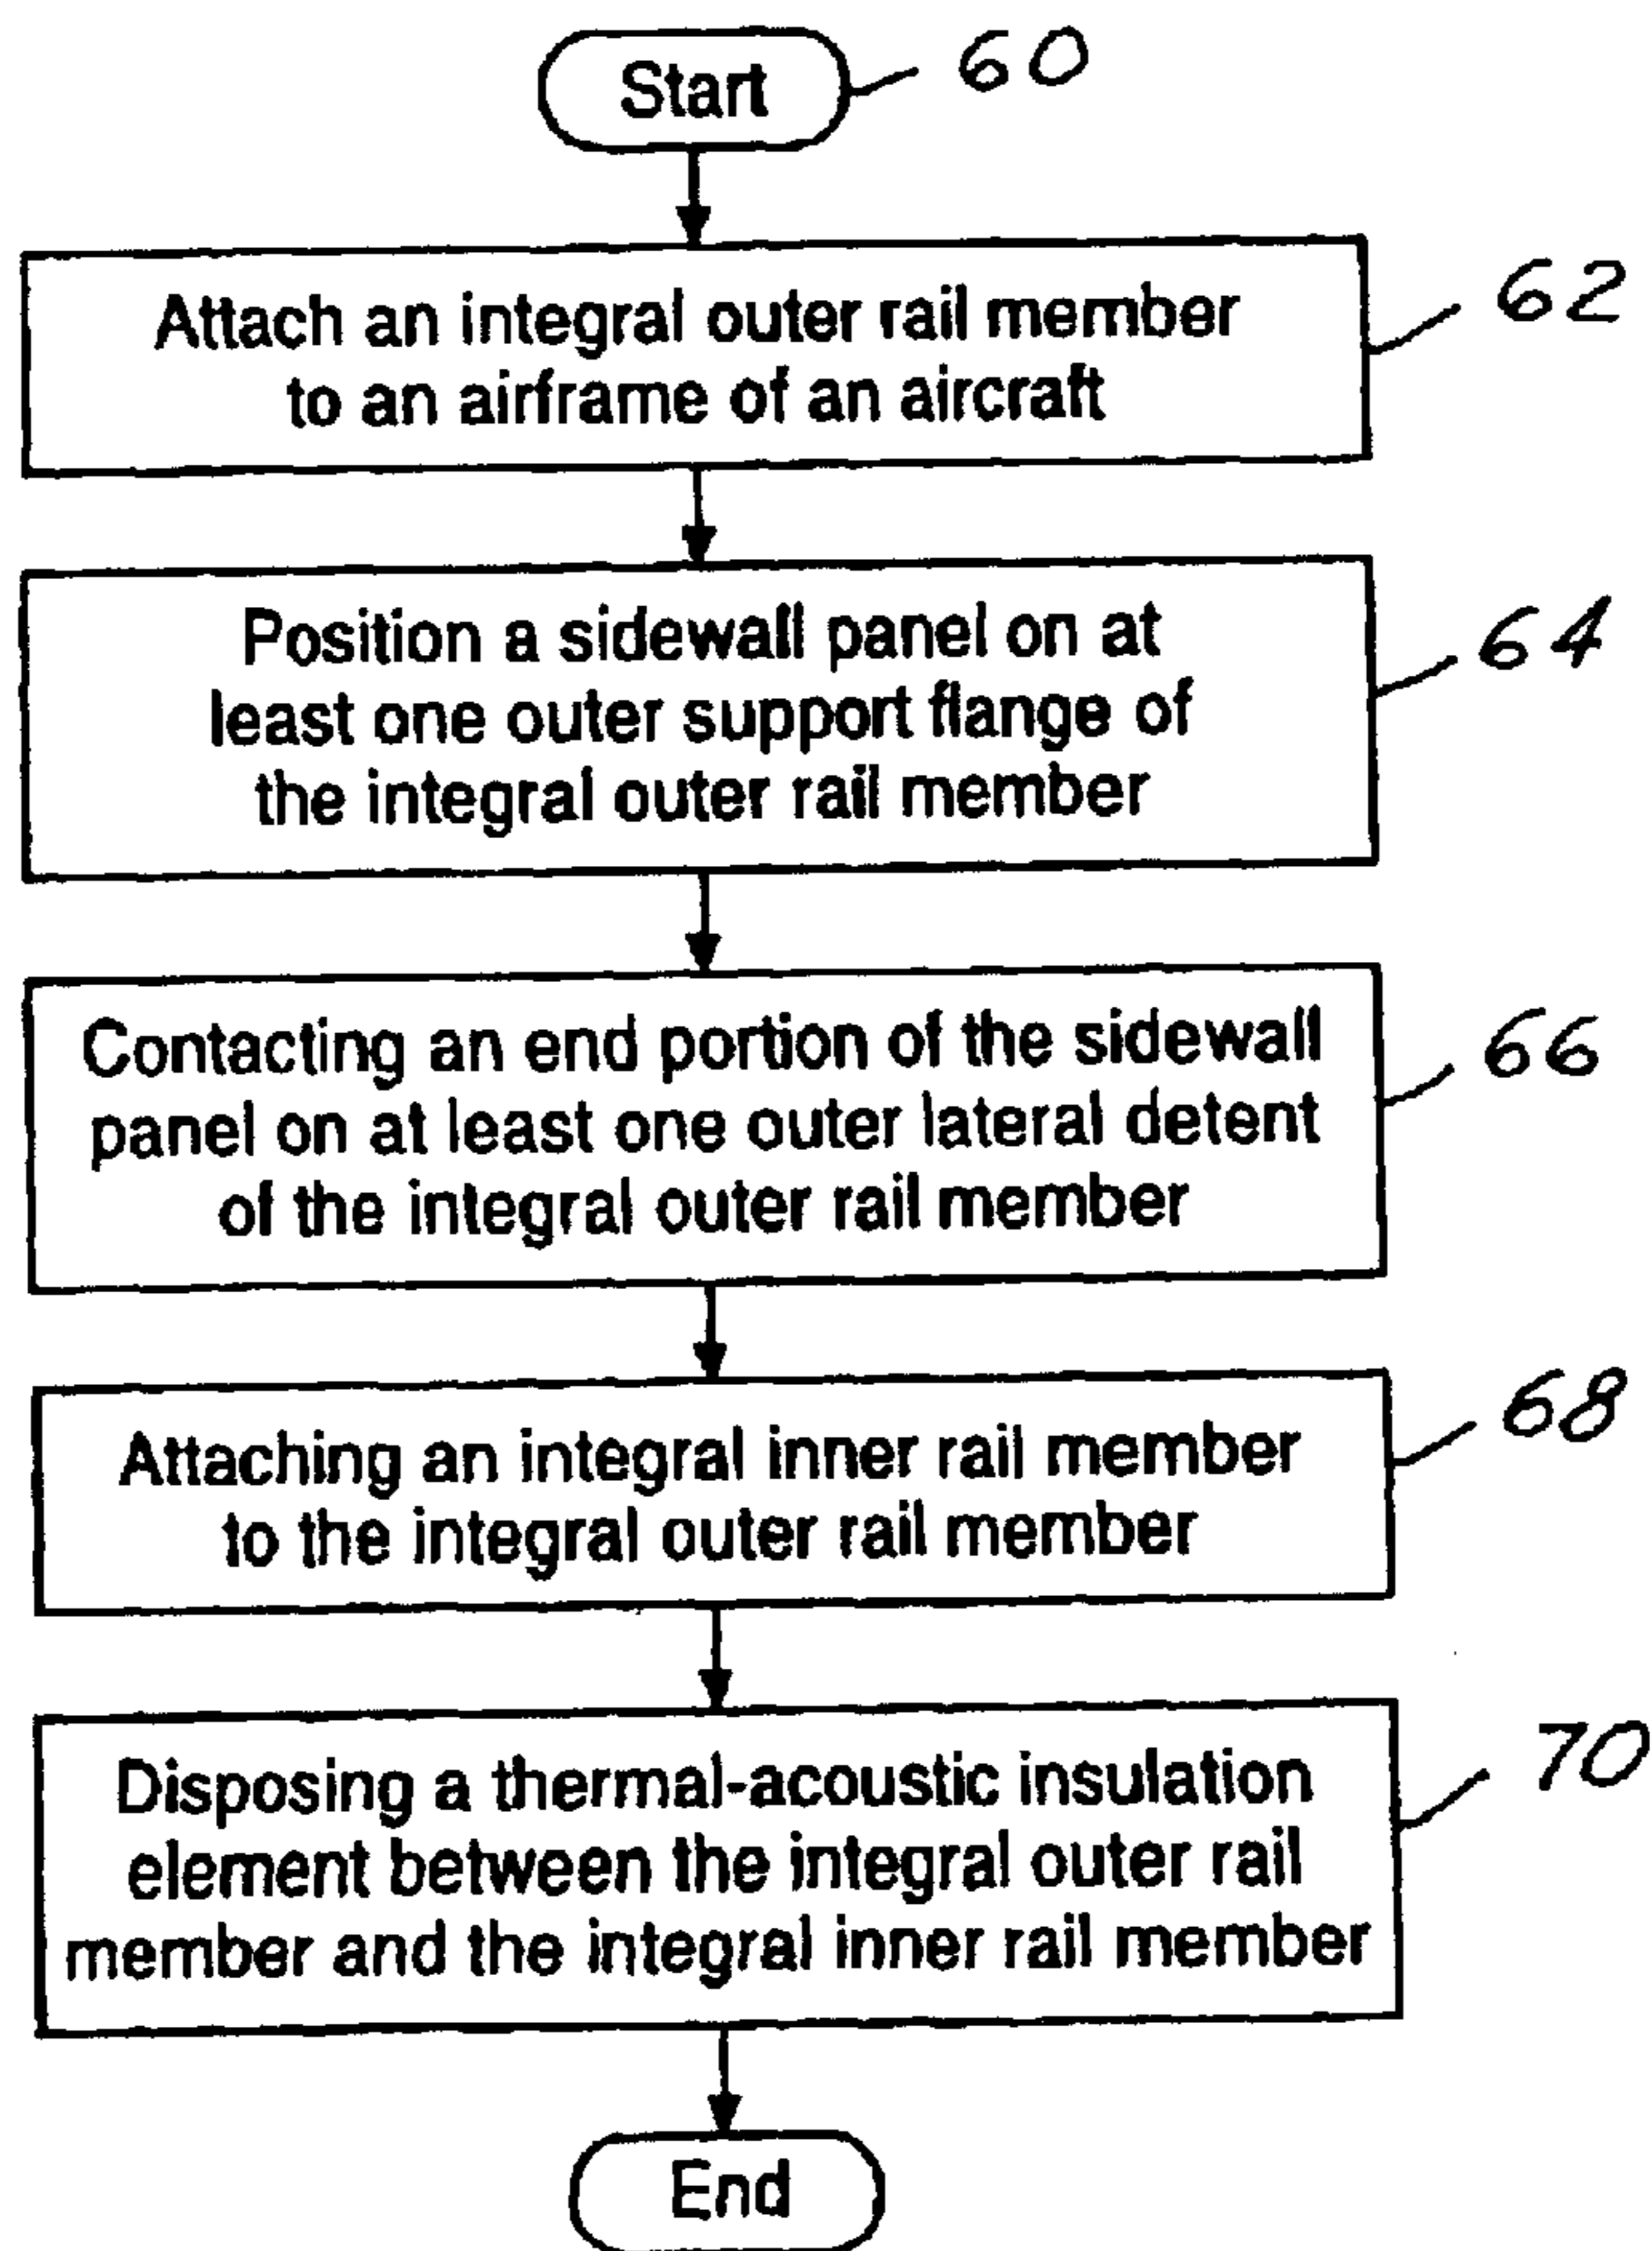 Start
60
Attach an integral outer rail member
to an airframe of an aircraft
62
Position a sidewall panel on at
least one outer support flange of
the integral outer rail member
64
Contacting an end portion of the sidewall
panel on at least one outer lateral detent
of the integral outer rail member
66
Attaching an integral inner rail member
to the integral outer rail member
68
Disposing a thermal-acoustic insulation
element between the integral outer rail
member and the integral inner rail member
70
End